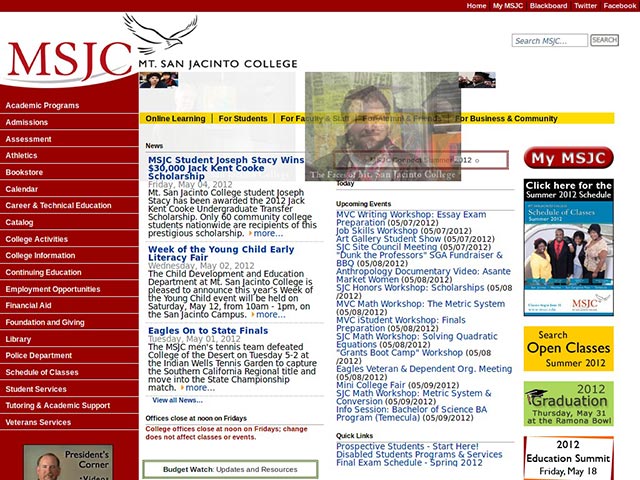 Home My MSJC Blackboard Twitter Facebook
Search MSJC... SEARCH
MSJC MT. SAN JACINTO COLLEGE
Academic Programs
Admissions
Assessment
Athletics
Bookstore
Calendar
Career & Technical Education
Catalog
College Activities
College Information
Continuing Education
Employment Opportunities
Financial Aid
Foundation and Giving
Library
Police Department
Schedule of Classes
Student Services
Tutoring & Academic Support
Veterans Services
President's
Corner
Videos
Online Learning For Students For Faculty & Staff For Alumni & Friends For Business & Community
The Faces of Mt. San Jacinto College
News
MSJC Student Joseph Stacy Wins
$30,000 Jack Kent Cooke
Scholarship
Friday, May 04, 2012
Mt. San Jacinto College student Joseph
Stacy has been awarded the 2012 Jack
Kent Cooke Undergraduate Transfer
Scholarship. Only 60 community college
students nationwide are recipients of this
prestigious scholarship. more...
Week of the Young Child Early
Literacy Fair
Wednesday, May 02, 2012
The Child Development and Education
Department at Mt. San Jacinto College is
pleased to announce this year's Week of
the Young Child event will be held on
Saturday, May 12, from 10am - 1pm, on
the San Jacinto Campus. more...
Eagles On to State Finals
Tuesday, May 01, 2012
The MSJC men's tennis team defeated
College of the Desert on Tuesday 5-2 at
the Indian Wells Tennis Garden to capture
the Southern California Regional title and
move into the State Championship
match. more...
View all News...
Offices close at noon on Fridays
College offices close at noon on Fridays; change
does not affect classes or events.
Budget Watch: Updates and Resources
MSJC Connect Summer 2012
Today
Upcoming Events
MVC Writing Workshop: Essay Exam
Preparation (05/07/2012)
Job Skills Workshop (05/07/2012)
Art Gallery Student Show (05/07/2012)
SJC Site Council Meeting (05/07/2012)
"Dunk the Professors" SGA Fundraiser &
BBQ (05/08/2012)
Anthropology Documentary Video: Asante
Market Women (05/08/2012)
SJC Honors Workshop: Scholarships (05/08
/2012)
MVC Math Workshop: The Metric System
(05/08/2012)
MVC iStudent Workshop: Finals
Preparation (05/08/2012)
SJC Math Workshop: Solving Quadratic
Equations (05/08/2012)
"Grants Boot Camp" Workshop (05/08
/2012)
Eagles Veteran & Dependent Org. Meeting
(05/08/2012)
Mini College Fair (05/09/2012)
SJC Math Workshop: Metric System &
Conversion (05/09/2012)
Info Session: Bachelor of Science BA
Program (Temecula) (05/09/2012)
Quick Links
Prospective Students - Start Here!
Disabled Students Programs & Services
Final Exam Schedule - Spring 2012
My MSJC
Click here for the
Summer 2012 Schedule
Schedule of Classes
Summer 2012
MSJC
Search
Open Classes
Summer 2012
2012
Graduation
Thursday, May 31
at the Ramona Bowl
2012
Education Summit
Friday, May 18